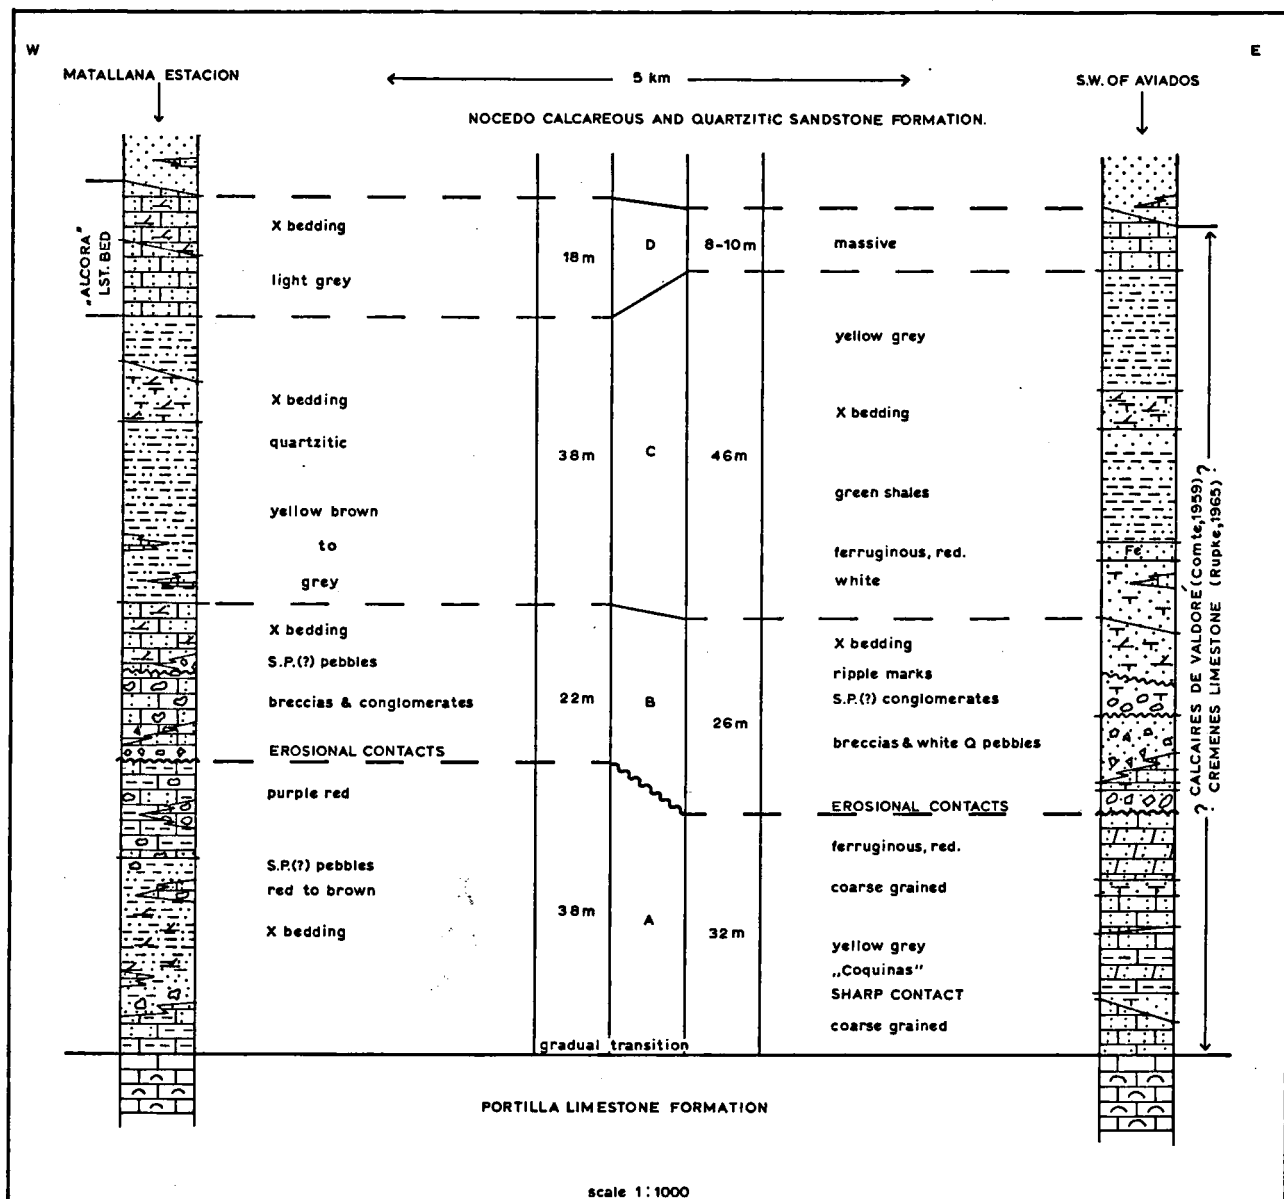 W
E
MATALLANA ESTACION
5 km
S.W. OF AVIADOS
NOCEDO CALCAREOUS AND QUARTZITIC SANDSTONE FORMATION.
„ALCORA"
LST. BED
X bedding
light grey
X bedding
quartzitic
yellow brown
to
grey
X bedding
S.P.(?) pebbles
breccias & conglomerates
EROSIONAL CONTACTS
purple red
S.P.(?) pebbles
red to brown
X bedding
18m
D
8-10m
38m
C
46m
22m
B
26m
38m
A
32m
gradual transition
massive
yellow grey
X bedding
green shales
ferruginous, red.
white
X bedding
ripple marks
S.P.(?) conglomerates
breccias & white Q pebbles
EROSIONAL CONTACTS
ferruginous, red.
coarse grained
yellow grey
„Coquinas"
SHARP CONTACT
coarse grained
Fe
? CALCAIRES DE VALDORÉ (Comte,1959) ?
? CREMENES LIMESTONE (Rupke,1965) ?
PORTILLA LIMESTONE FORMATION
scale 1:1000